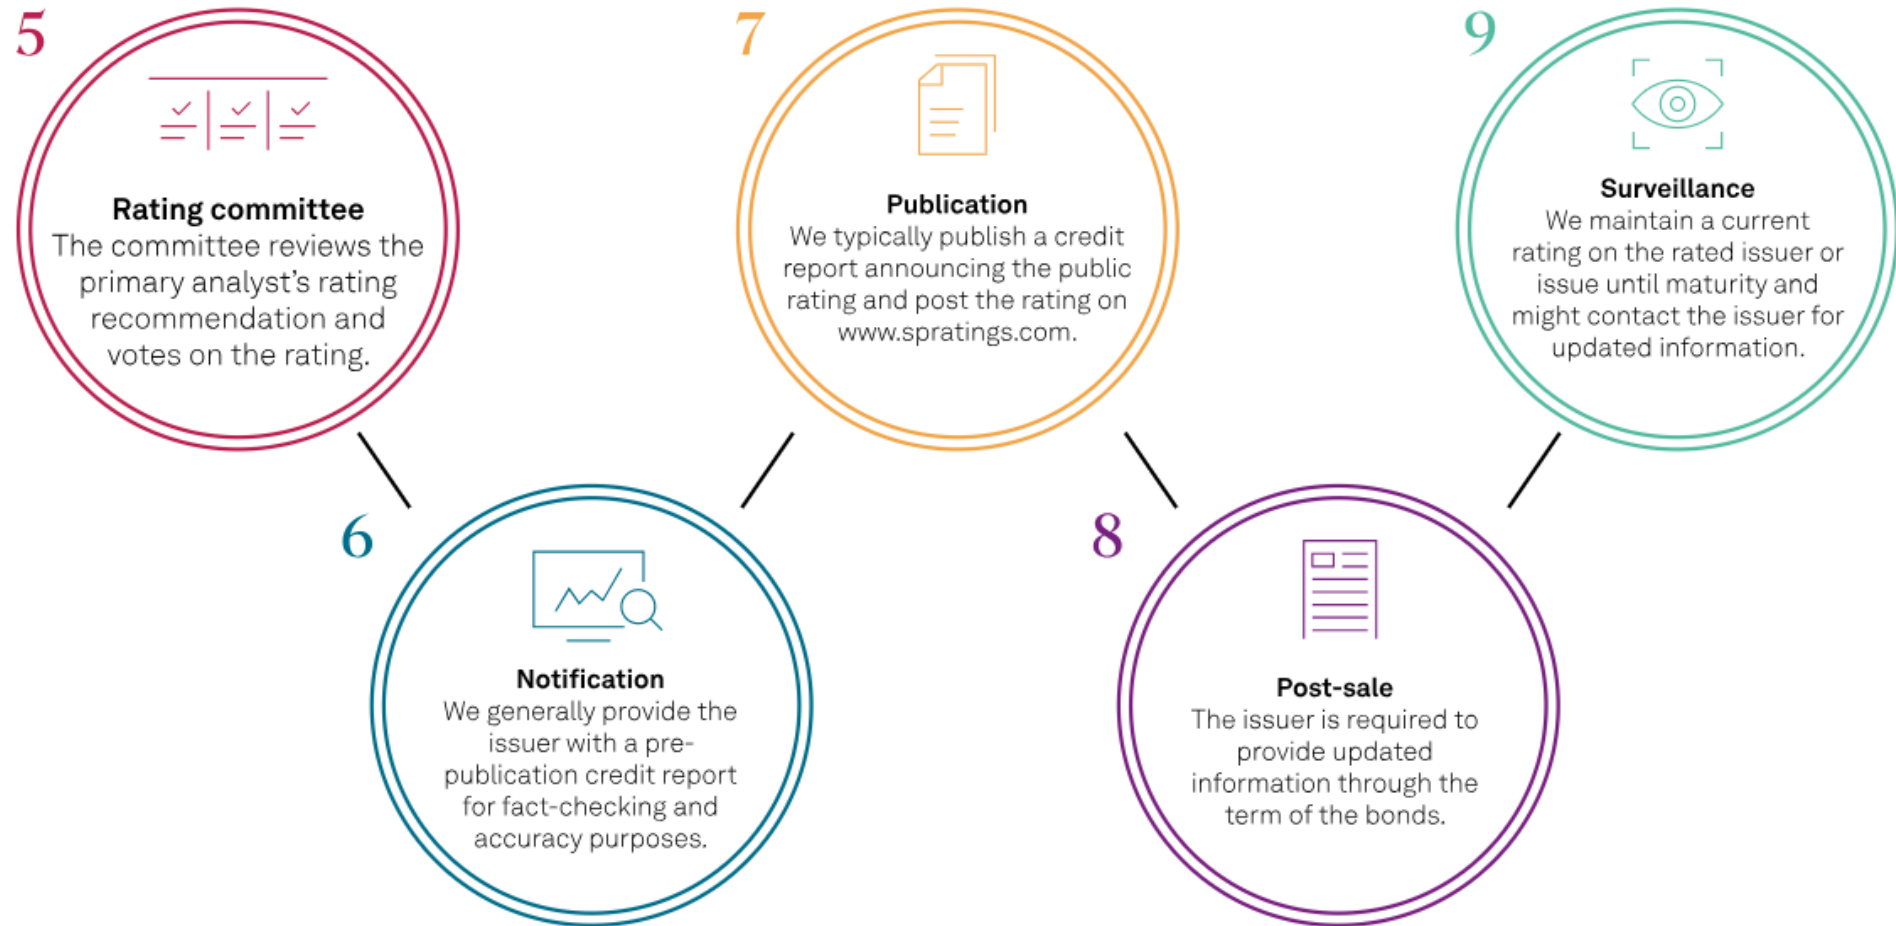 5
Rating committee
The committee reviews the
primary analyst’s rating
recommendation and
votes on the rating.
6
Notification
We generally provide the
issuer with a pre-
publication credit report
for fact-checking and
accuracy purposes.
7
Publication
We typically publish a credit
report announcing the public
rating and post the rating on
www.spratings.com.
8
Post-sale
The issuer is required to
provide updated
information through the
term of the bonds.
9
Surveillance
We maintain a current
rating on the rated issuer or
issue until maturity and
might contact the issuer for
updated information.